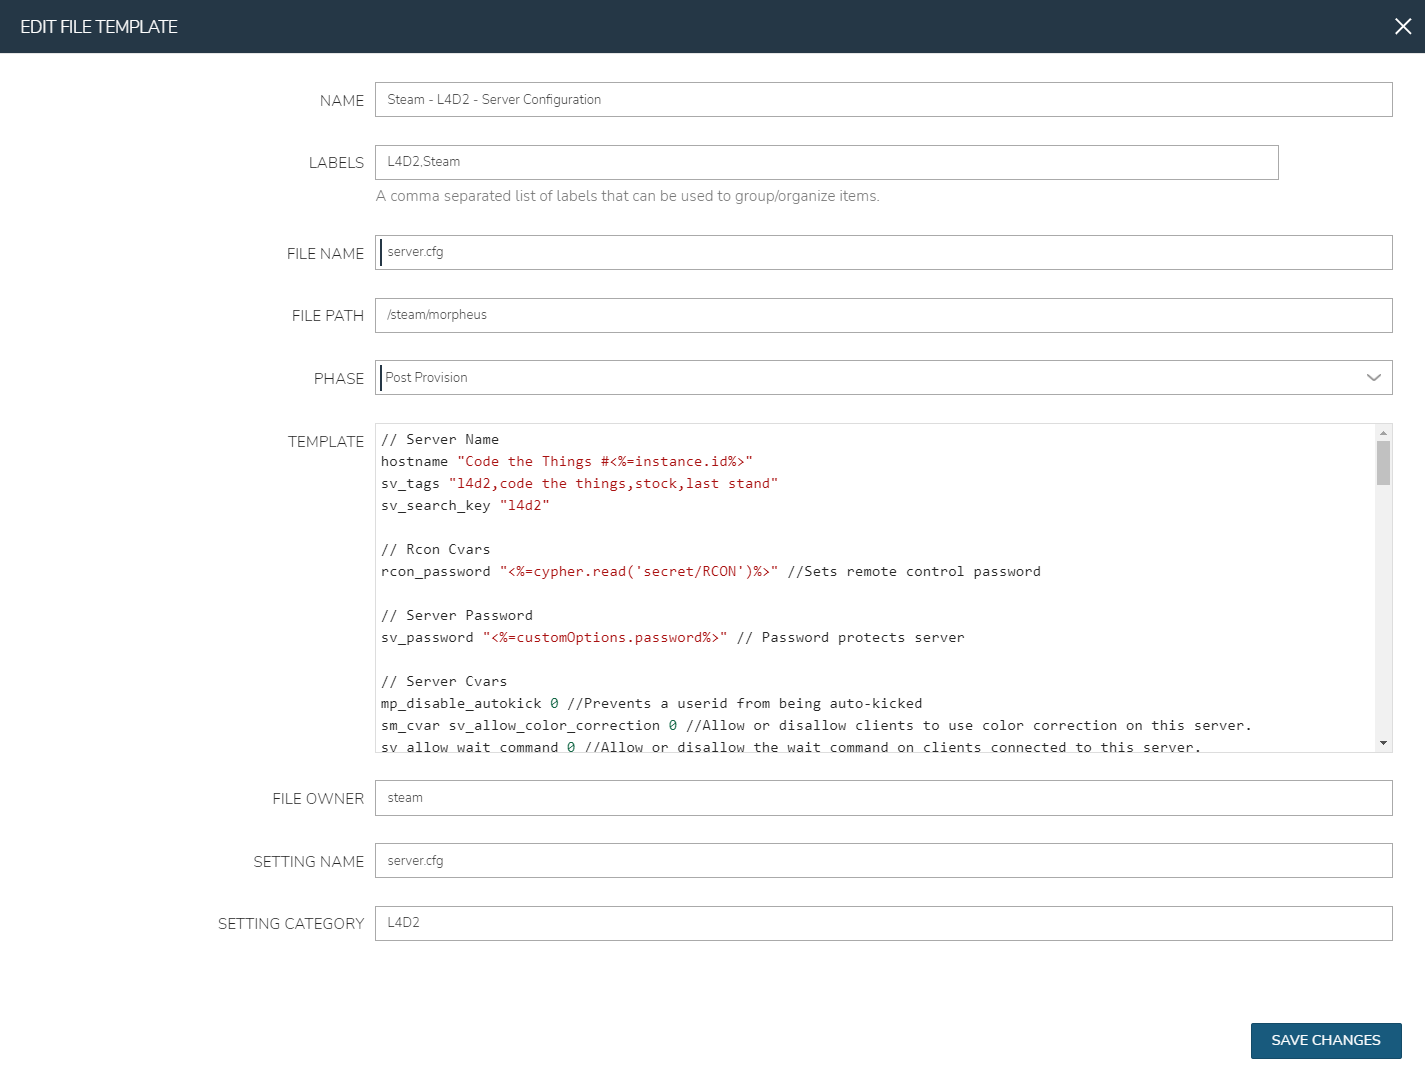 EDIT FILE TEMPLATE
NAME
Steam - L4D2 - Server Configuration
LABELS
L4D2,Steam
A comma separated list of labels that can be used to group/organize items.
FILE NAME
server.cfg
FILE PATH
/steam/morpheus
PHASE
Post Provision
TEMPLATE
// Server Name
hostname "Code the Things #<%=instance.id%>"
sv_tags "l4d2,code the things,stock,last stand"
sv_search_key "l4d2"
// Rcon Cvars
rcon_password "<%=cypher.read('secret/RCON')%>" //Sets remote control password
// Server Password
sv_password "<%=customOptions.password%>" // Password protects server
// Server Cvars
mp_disable_autokick 0 //Prevents a userid from being auto-kicked
sm_cvar sv_allow_color_correction 0 //Allow or disallow clients to use color correction on this server.
sv_allow_wait_command 0 //Allow or disallow the wait command on clients connected to this server.
FILE OWNER
steam
SETTING NAME
server.cfg
SETTING CATEGORY
L4D2
SAVE CHANGES